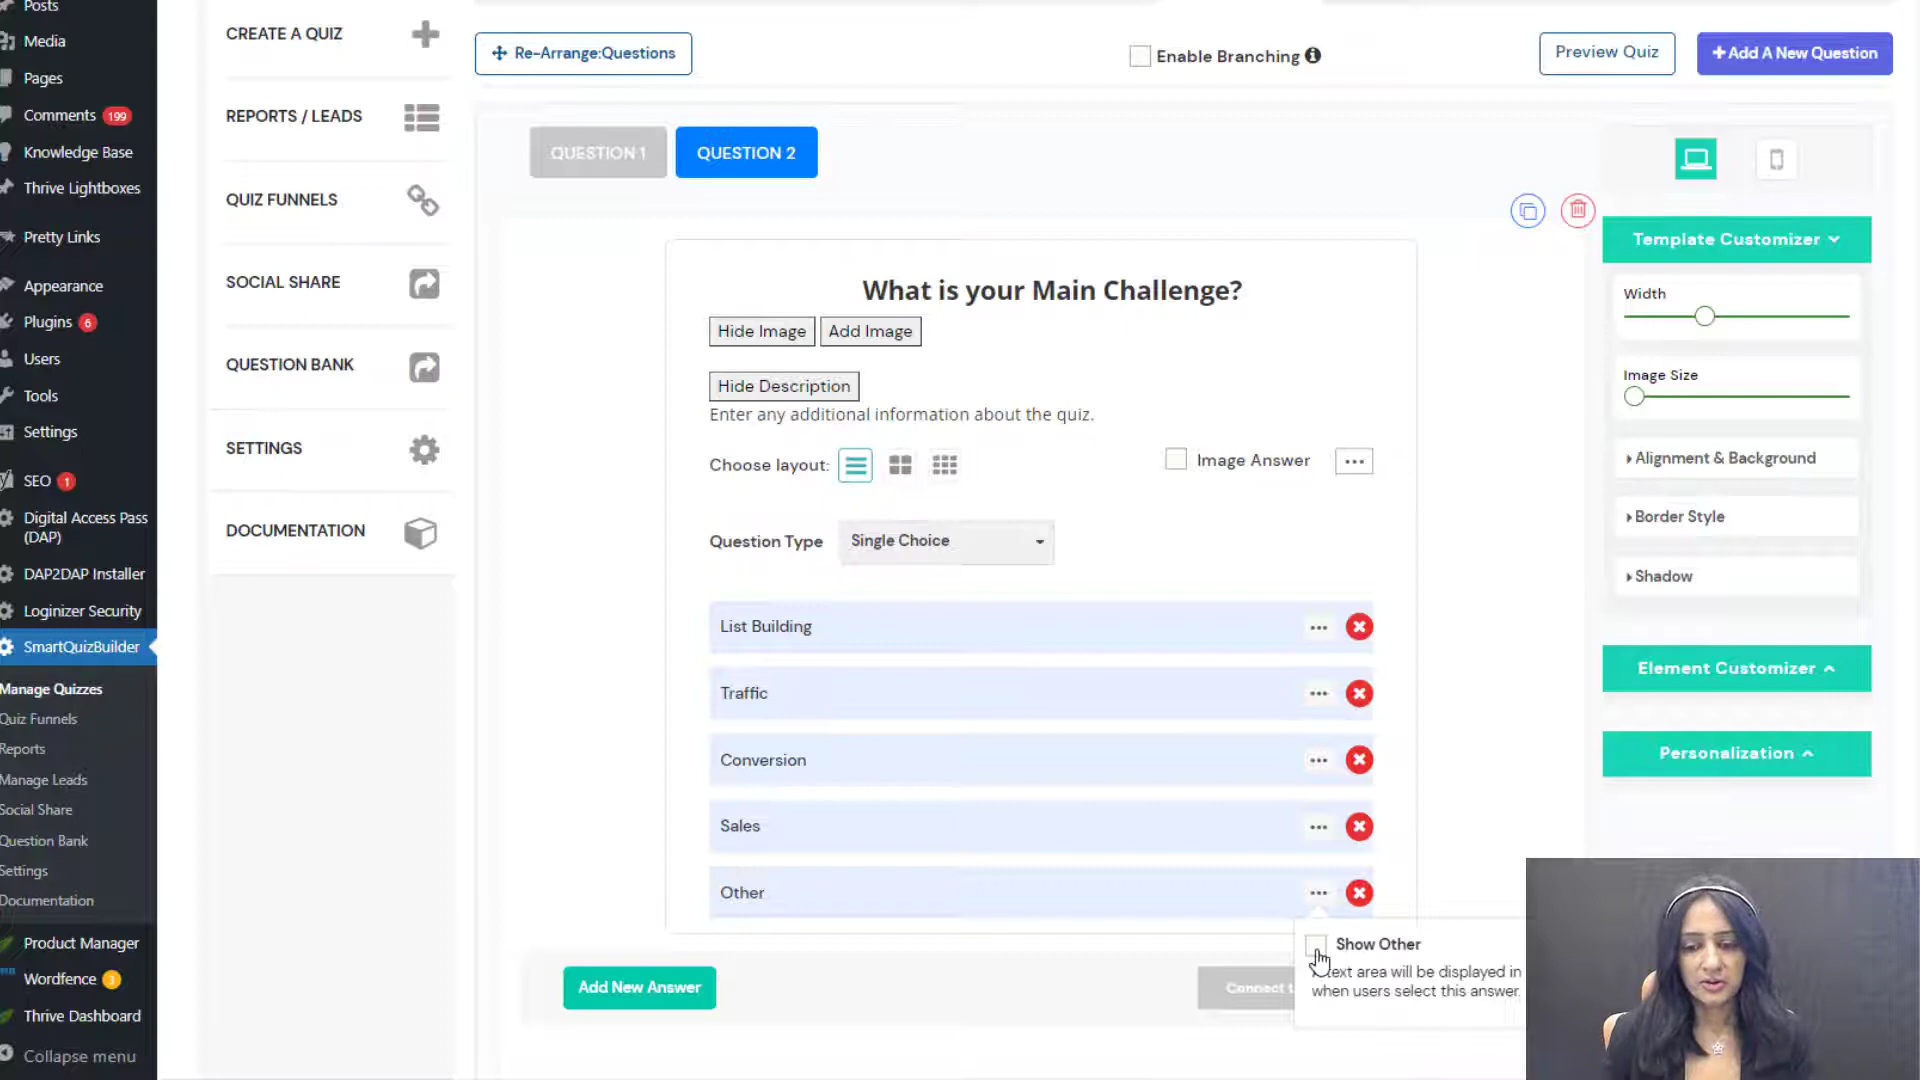 Posts
Media
Pages
Comments 199
Knowledge Base
Thrive Lightboxes
Pretty Links
Appearance
Plugins 6
Users
Tools
Settings
SEO 1
Digital Access Pass
(DAP)
DAP2DAP Installer
Loginizer Security
SmartQuizBuilder
Manage Quizzes
Quiz Funnels
Reports
Manage Leads
Social Share
Question Bank
Settings
Documentation
Product Manager
Wordfence 3
Thrive Dashboard
Collapse menu
CREATE A QUIZ
REPORTS / LEADS
QUIZ FUNNELS
SOCIAL SHARE
QUESTION BANK
SETTINGS
DOCUMENTATION
Re-Arrange:Questions
Enable Branching
Preview Quiz
+Add A New Question
QUESTION 1
QUESTION 2
What is your Main Challenge?
Hide Image
Add Image
Hide Description
Enter any additional information about the quiz.
Choose layout:
Image Answer
Question Type
Single Choice
List Building
Traffic
Conversion
Sales
Other
Show Other
text area will be displayed in
when users select this answer.
Add New Answer
Connect
Template Customizer
Width
Image Size
Alignment & Background
Border Style
Shadow
Element Customizer
Personalization